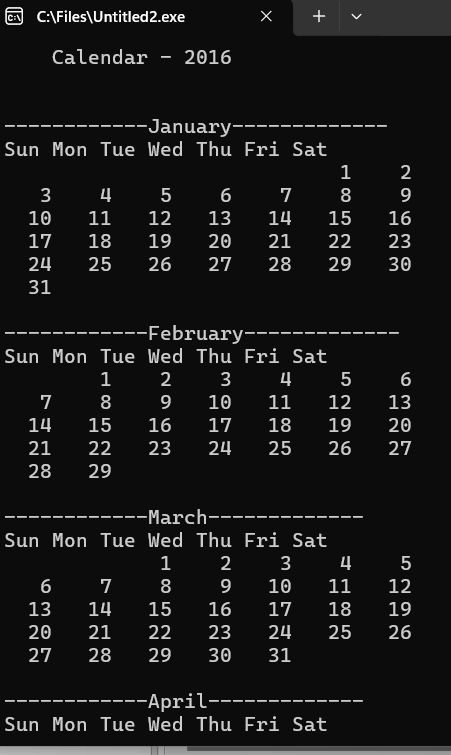 C:\Files\Untitled2.exe
Calendar - 2016
------------January-------------
Sun Mon Tue Wed Thu Fri Sat
1 2
3 4 5 6 7 8 9
10 11 12 13 14 15 16
17 18 19 20 21 22 23
24 25 26 27 28 29 30
31
------------February-------------
Sun Mon Tue Wed Thu Fri Sat
1 2 3 4 5 6
7 8 9 10 11 12 13
14 15 16 17 18 19 20
21 22 23 24 25 26 27
28 29
------------March-------------
Sun Mon Tue Wed Thu Fri Sat
1 2 3 4 5
6 7 8 9 10 11 12
13 14 15 16 17 18 19
20 21 22 23 24 25 26
27 28 29 30 31
------------April-------------
Sun Mon Tue Wed Thu Fri Sat